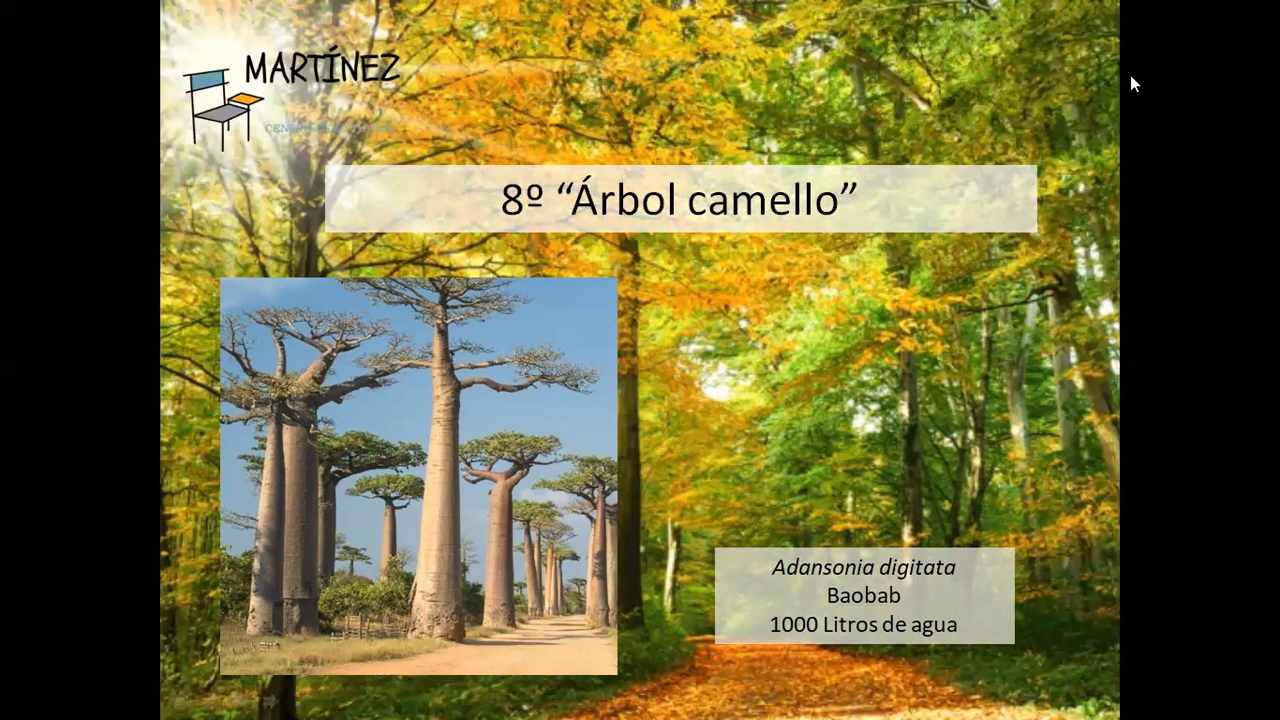 MARTÍNEZ
8º “Árbol camello”
Adansonia digitata
Baobab
1000 Litros de agua